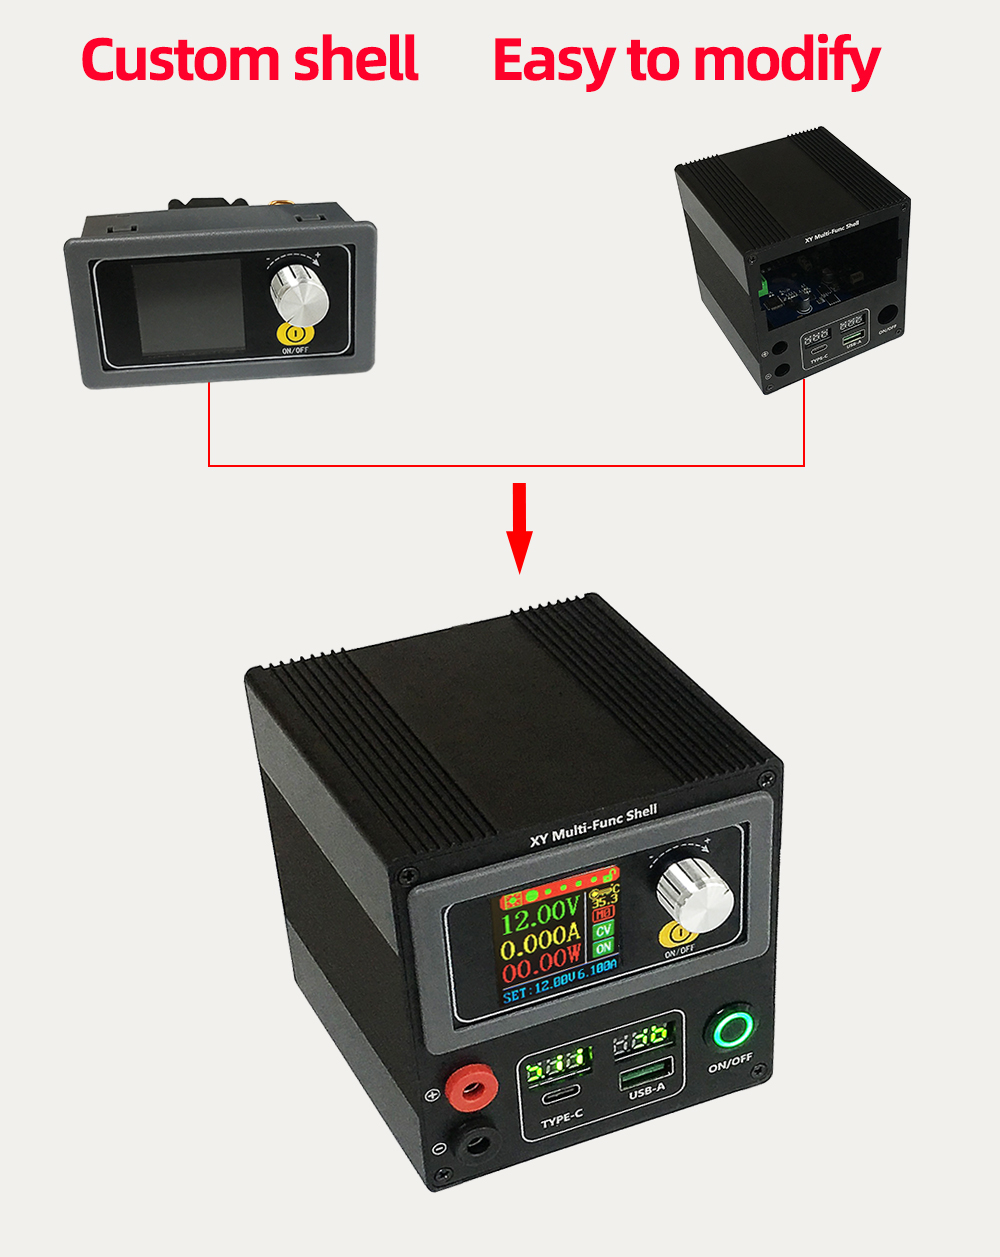 Custom shell Easy to modify
XY Multi-Func Shell
- +
ON/OFF
ON/OFF
TYPE-C
USB-A
XY Multi-Func Shell
- +
12.00V
0.000A
00.00W
SET:12.00V6.100A
℃
35.3
M0
CV
ON
ON/OFF
ON/OFF
TYPE-C
USB-A